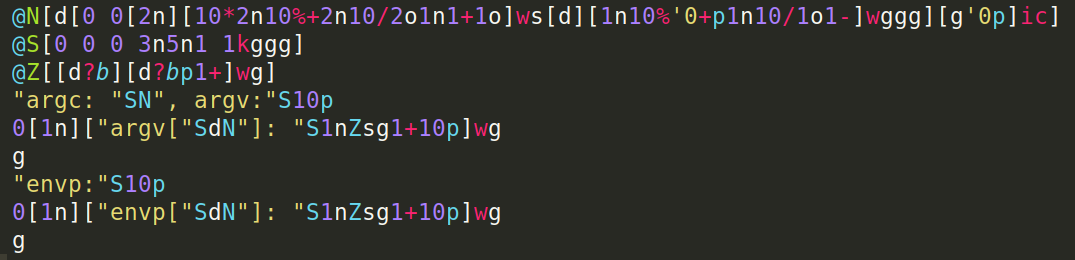 @N[d[0 0[2n][10*2n10%+2n10/2o1n1+1o]ws[d][1n10%'0+p1n10/1o1-]wggg][g'0p]ic]
@S[0 0 0 3n5n1 1kggg]
@Z[[d?b][d?bp1+]wg]
"argc: "SN", argv:"S10p
0[1n]["argv["SdN"]: "S1nZsg1+10p]wg
g
"envp:"S10p
0[1n]["envp["SdN"]: "S1nZsg1+10p]wg
g